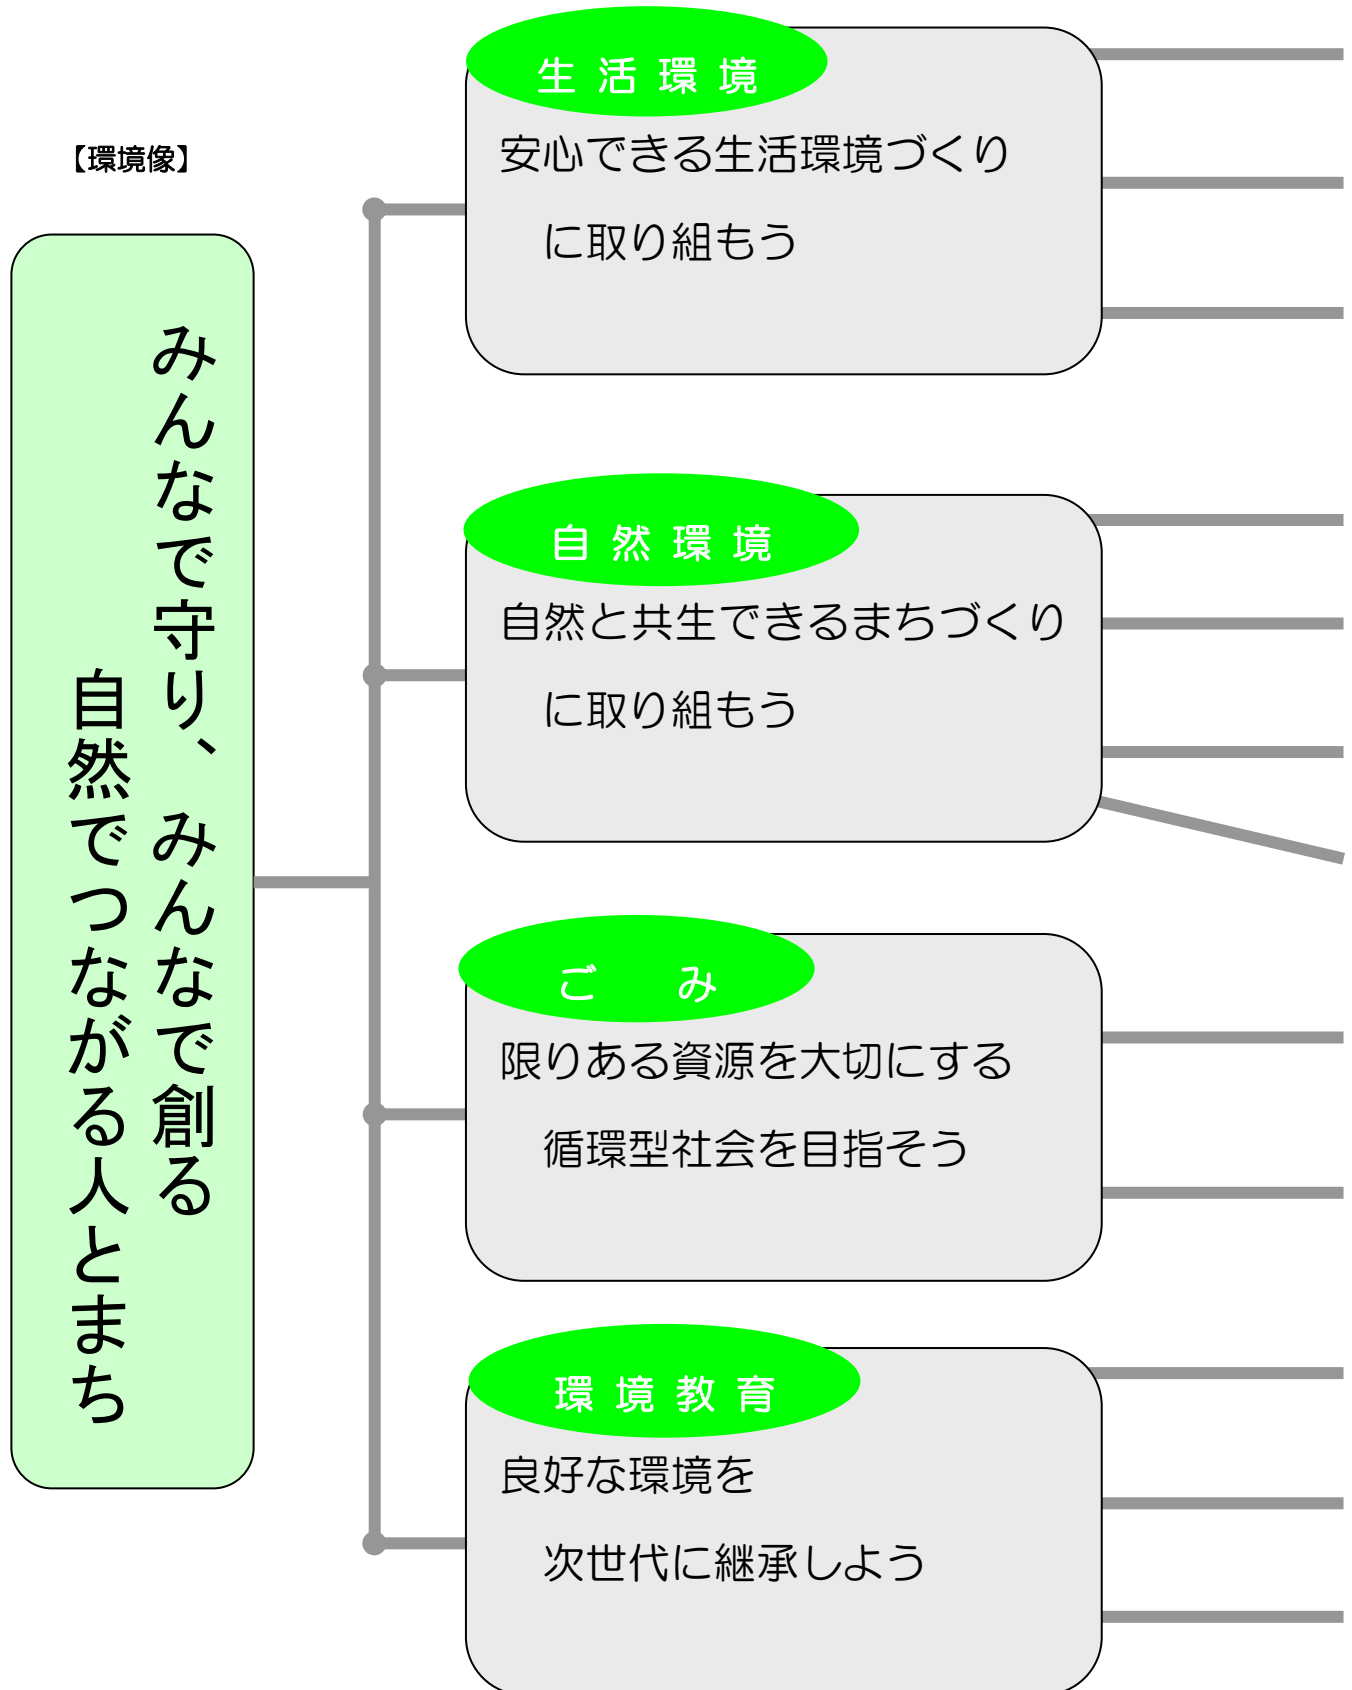 【環境像】
みんなで守り、みんなで創る
自然でつながる人とまち
生活環境
安心できる生活環境づくり
に取り組もう
自然環境
自然と共生できるまちづくり
に取り組もう
ごみ
限りある資源を大切にする
循環型社会を目指そう
環境教育
良好な環境を
次世代に継承しよう